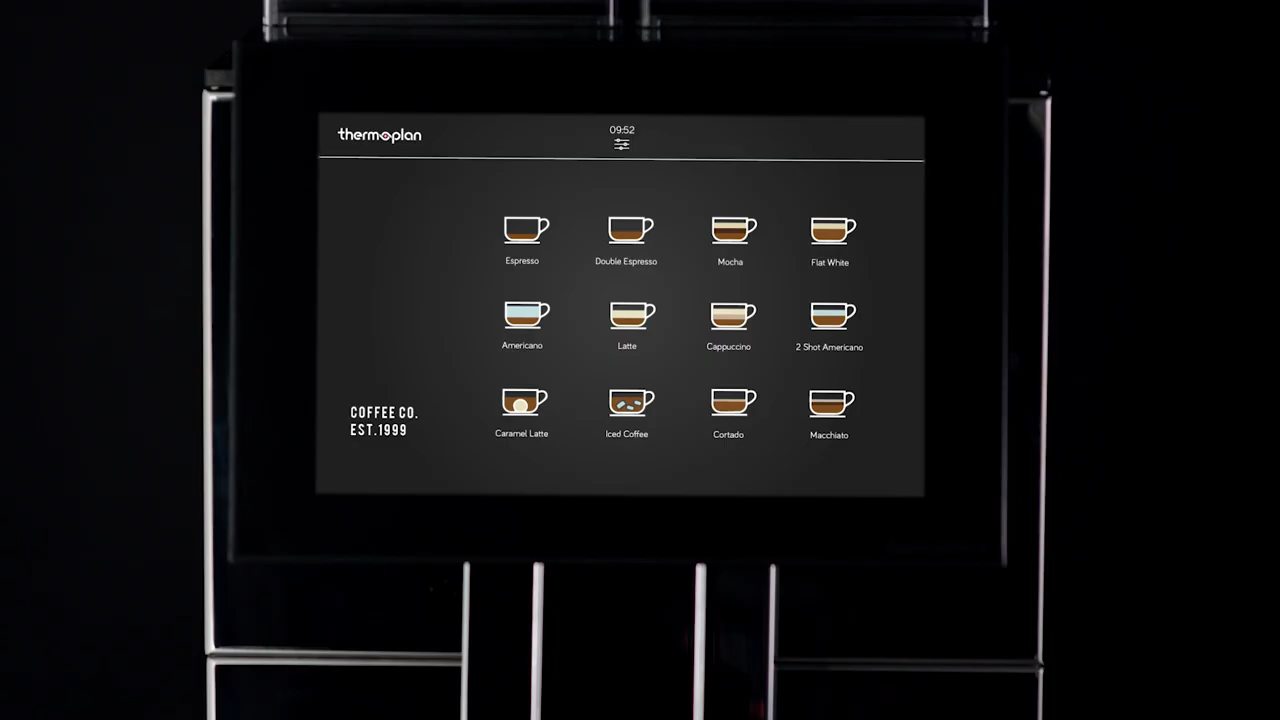 thermoplan
09:52
Espresso
Double Espresso
Mocha
Flat White
Americano
Latte
Cappuccino
2 Shot Americano
COFFEE CO.
EST.1999
Caramel Latte
Iced Coffee
Cortado
Macchiato